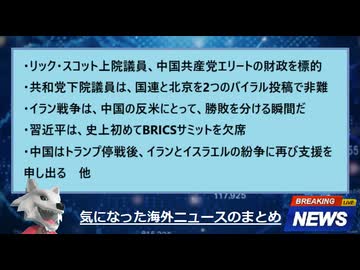 ・リック・スコット上院議員、中国共産党エリートの財政を標的
・共和党下院議員は、国連と北京を2つのバイラル投稿で非難
・イラン戦争は、中国の反米にとって、勝敗を分ける瞬間だ
・習近平は、史上初めてBRICSサミットを欠席
・中国はトランプ停戦後、イランとイスラエルの紛争に再び支援を
申し出る　他
117,925
気になった海外ニュースのまとめ
BREAKING LIVE
NEWS